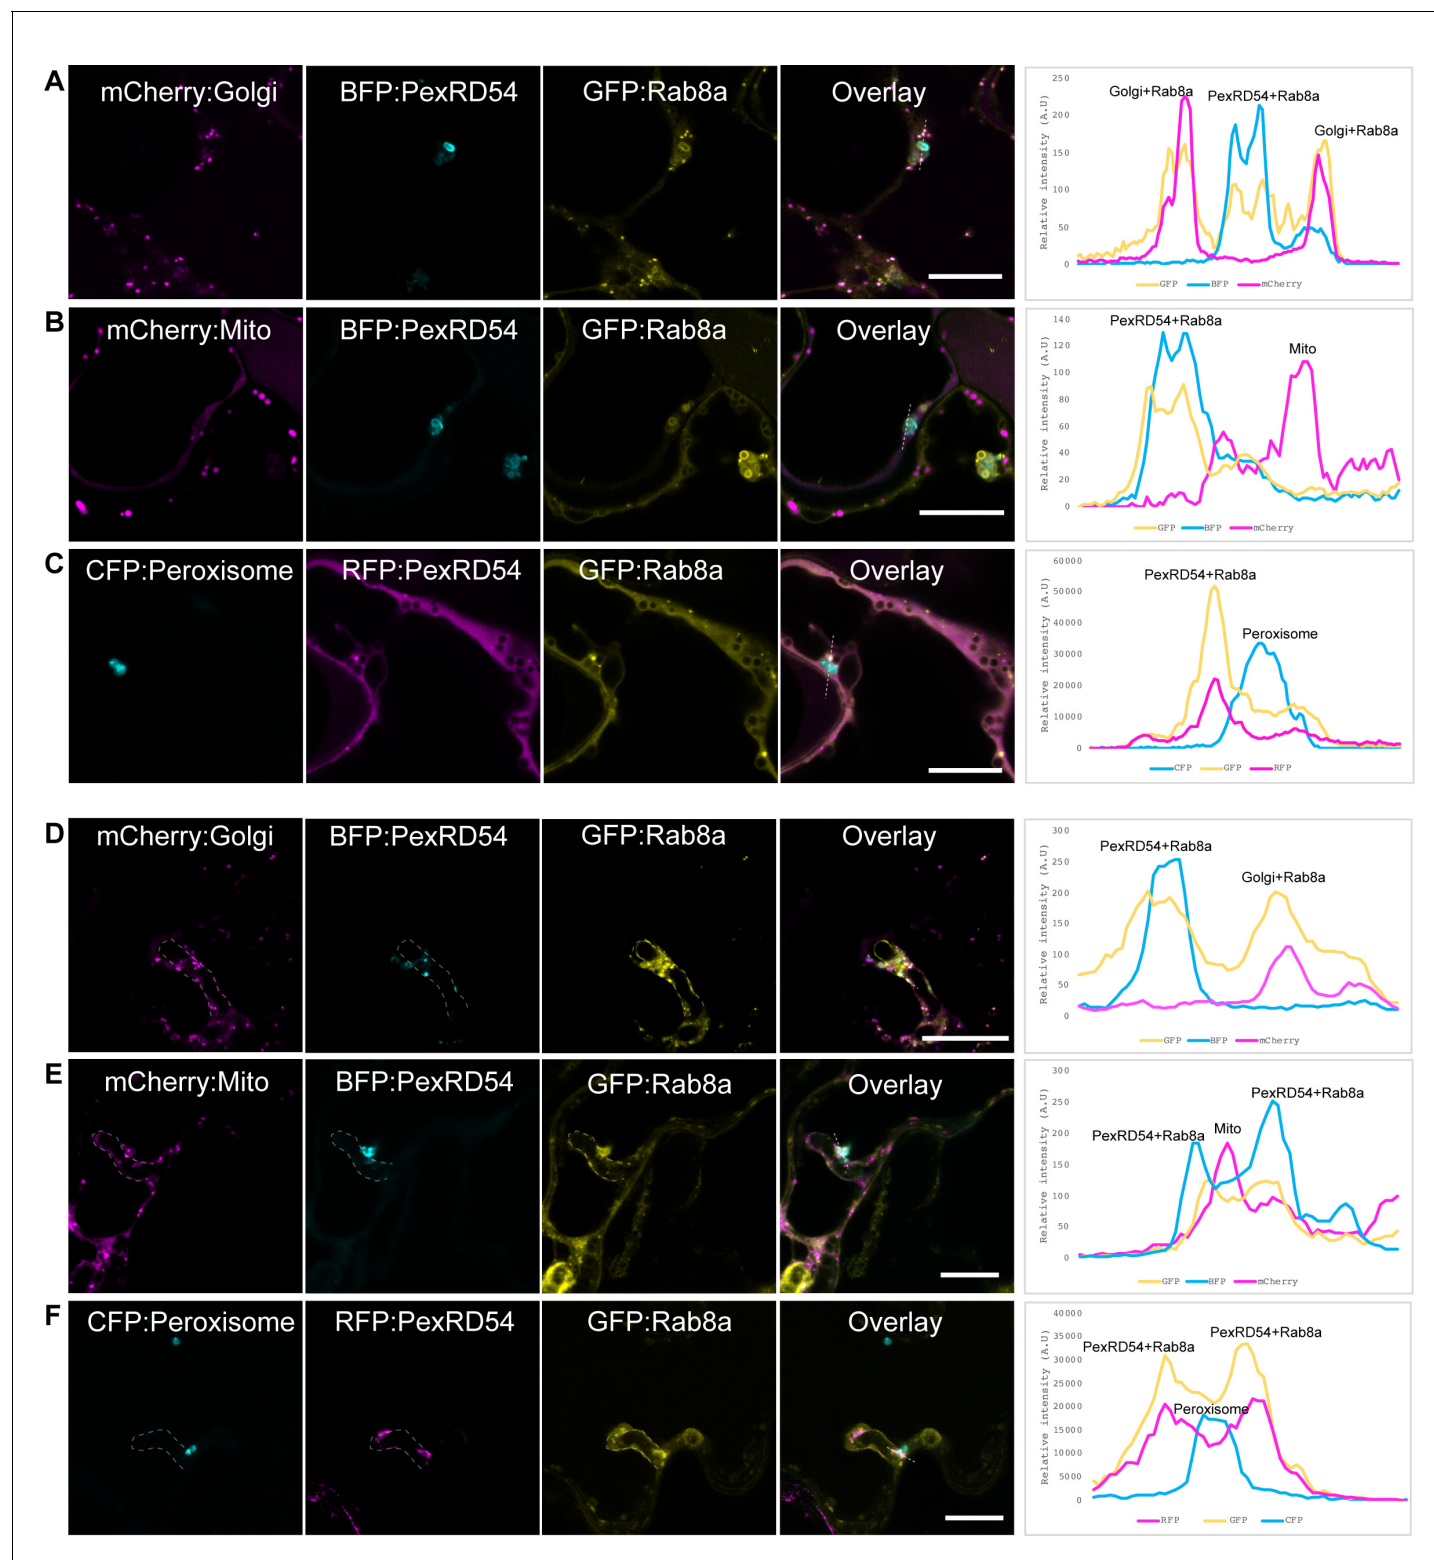 A
mCherry:Golgi
BFP:PexRD54
GFP:Rab8a
Overlay
Relative intensity (A.U)
250
200
150
100
50
0
Golgi+Rab8a
PexRD54+Rab8a
Golgi+Rab8a
GFP BFP mCherry
B
mCherry:Mito
BFP:PexRD54
GFP:Rab8a
Overlay
Relative intensity (A.U)
140
120
100
80
60
40
20
0
PexRD54+Rab8a
Mito
GFP BFP mCherry
C
CFP:Peroxisome
RFP:PexRD54
GFP:Rab8a
Overlay
Relative intensity (A.U)
60000
50000
40000
30000
20000
10000
0
PexRD54+Rab8a
Peroxisome
CFP GFP RFP
D
mCherry:Golgi
BFP:PexRD54
GFP:Rab8a
Overlay
Relative intensity (A.U)
300
250
200
150
100
50
0
PexRD54+Rab8a
Golgi+Rab8a
GFP BFP mCherry
E
mCherry:Mito
BFP:PexRD54
GFP:Rab8a
Overlay
Relative intensity (A.U)
300
250
200
150
100
50
0
PexRD54+Rab8a
Mito
PexRD54+Rab8a
GFP BFP mCherry
F
CFP:Peroxisome
RFP:PexRD54
GFP:Rab8a
Overlay
Relative intensity (A.U)
40000
35000
30000
25000
20000
15000
10000
5000
0
PexRD54+Rab8a
PexRD54+Rab8a
Peroxisome
RFP GFP CFP